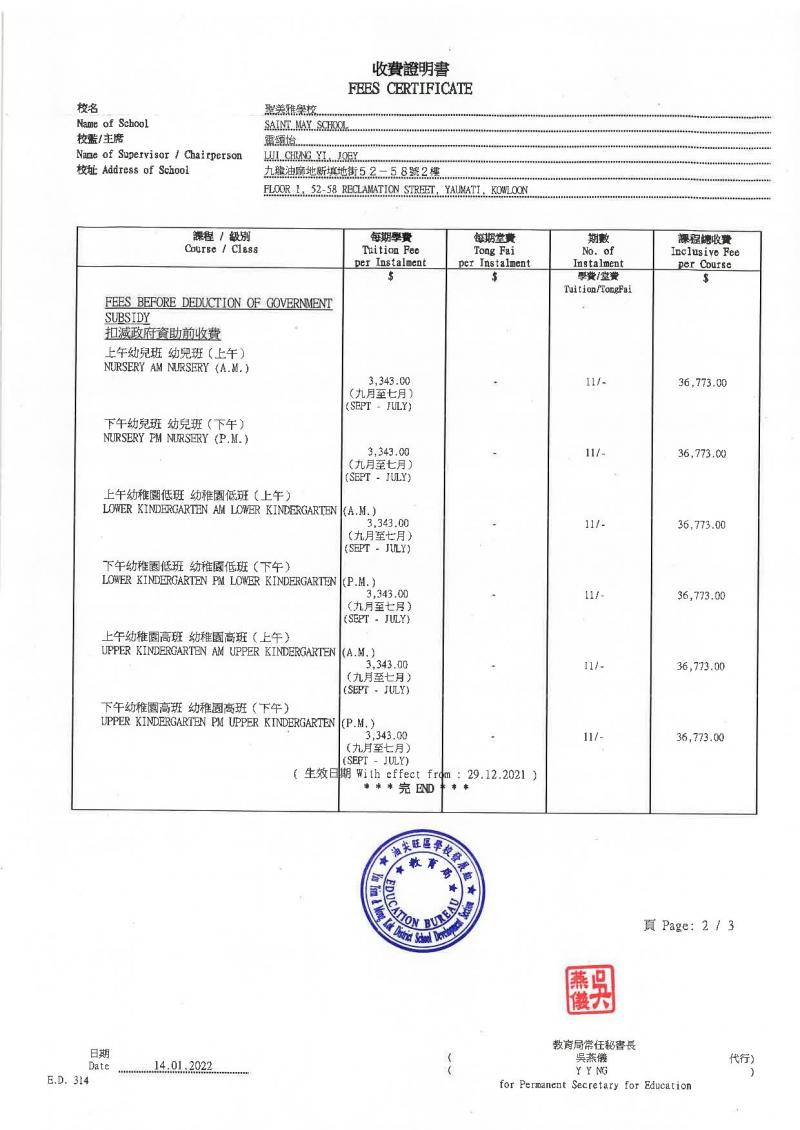 收費證明書
FEES CERTIFICATE
校名 聖美雅學校
Name of School SAINT MAY SCHOOL
校監/主席 雷頌怡
Name of Supervisor / Chairperson LUI CHUNG YI, JOEY
校址 Address of School 九龍油麻地新填地街52-58號2樓
FLOOR 1, 52-58 RECLAMATION STREET, YAUMATI, KOWLOON
課程 / 級別 每期學費 每期堂費 期數 課程總收費
Course / Class Tuition Fee Tong Fai No. of Inclusive Fee
per Instalment per Instalment Instalment per Course
$ $ 學費/堂費 $
Tuition/TongFai
FEES BEFORE DEDUCTION OF GOVERNMENT
SUBSIDY
扣減政府資助前收費
上午幼兒班 幼兒班(上午)
NURSERY AM NURSERY (A.M.)
3,343.00 - 11/- 36,773.00
(九月至七月)
(SEPT - JULY)
下午幼兒班 幼兒班(下午)
NURSERY PM NURSERY (P.M.)
3,343.00 - 11/- 36,773.00
(九月至七月)
(SEPT - JULY)
上午幼稚園低班 幼稚園低班(上午)
LOWER KINDERGARTEN AM LOWER KINDERGARTEN (A.M.)
3,343.00 - 11/- 36,773.00
(九月至七月)
(SEPT - JULY)
下午幼稚園低班 幼稚園低班(下午)
LOWER KINDERGARTEN PM LOWER KINDERGARTEN (P.M.)
3,343.00 - 11/- 36,773.00
(九月至七月)
(SEPT - JULY)
上午幼稚園高班 幼稚園高班(上午)
UPPER KINDERGARTEN AM UPPER KINDERGARTEN (A.M.)
3,343.00 - 11/- 36,773.00
(九月至七月)
(SEPT - JULY)
下午幼稚園高班 幼稚園高班(下午)
UPPER KINDERGARTEN PM UPPER KINDERGARTEN (P.M.)
3,343.00 - 11/- 36,773.00
(九月至七月)
(SEPT - JULY)
( 生效日期 With effect from : 29.12.2021 )
* * * 完 END * * *
油尖旺區學校發展組
教育局
EDUCATION BUREAU
Yau Tsim & Mong Kok District School Development Section
頁 Page: 2 / 3
吳燕儀
教育局常任秘書長
日期 ( 吳燕儀 代行)
Date 14.01.2022 ( Y Y NG )
E.D. 314 for Permanent Secretary for Education